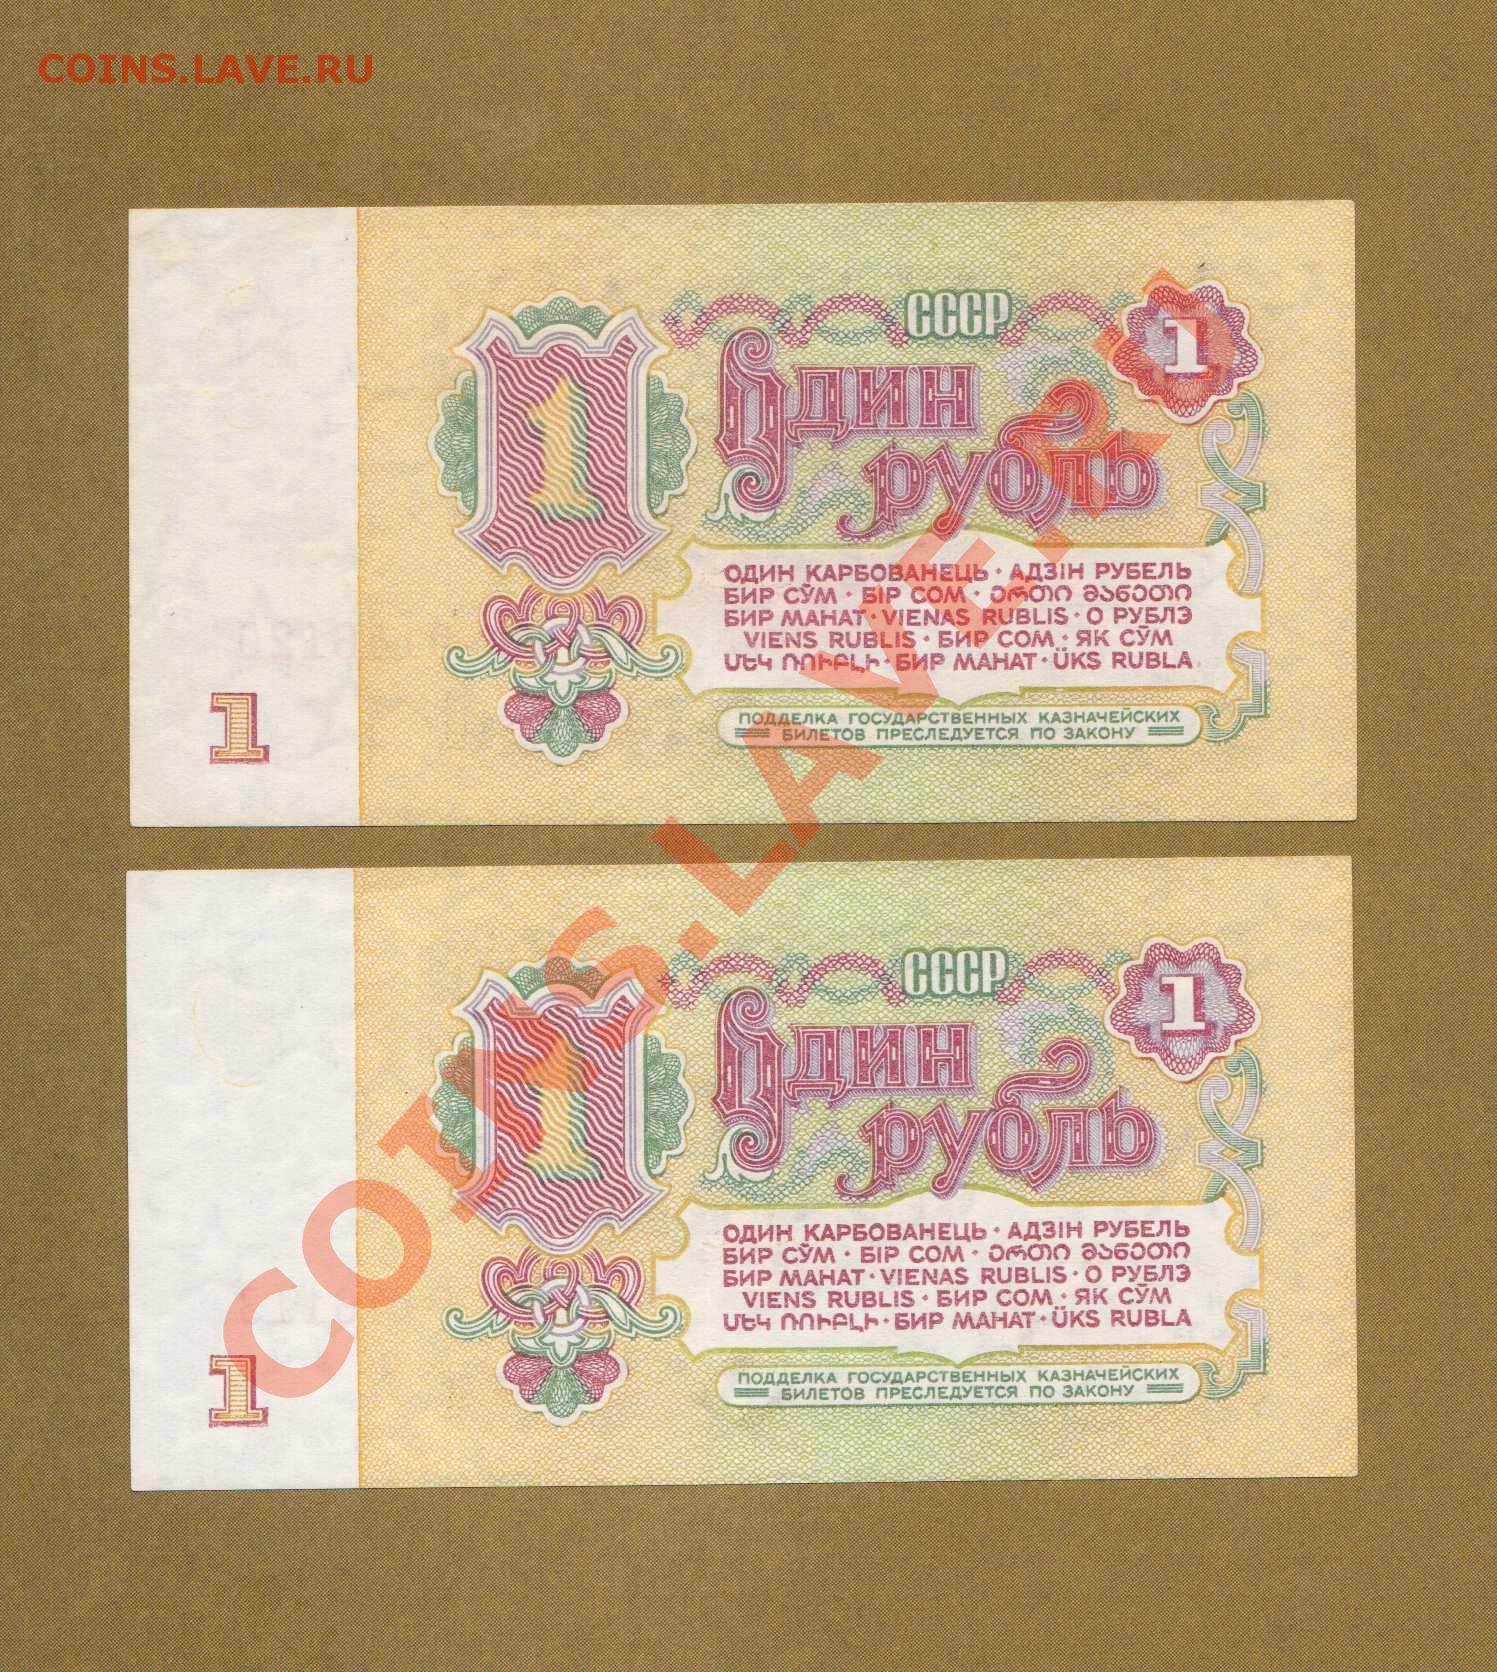 COINS.LAVE.RU
СССР
1
1
Один
рубль
ОДИН КАРБОВАНЕЦЬ · АДЗІН РУБЕЛЬ
БИР СЎМ · БІР СОМ · ᲔᲠᲗᲘ ᲛᲐᲜᲔᲗᲘ
БИР МАНАТ · VIENAS RUBLIS · О РУБЛЭ
VIENS RUBLIS · БИР СОМ · ЯК СӮМ
ՄԵԿ ՌՈՒԲԼԻ · БИР МАНАТ · ÜKS RUBLA
1
ПОДДЕЛКА ГОСУДАРСТВЕННЫХ КАЗНАЧЕЙСКИХ
БИЛЕТОВ ПРЕСЛЕДУЕТСЯ ПО ЗАКОНУ
COINS.LAVE.RU
СССР
1
1
Один
рубль
ОДИН КАРБОВАНЕЦЬ · АДЗІН РУБЕЛЬ
БИР СЎМ · БІР СОМ · ᲔᲠᲗᲘ ᲛᲐᲜᲔᲗᲘ
БИР МАНАТ · VIENAS RUBLIS · О РУБЛЭ
VIENS RUBLIS · БИР СОМ · ЯК СӮМ
ՄԵԿ ՌՈՒԲԼԻ · БИР МАНАТ · ÜKS RUBLA
1
ПОДДЕЛКА ГОСУДАРСТВЕННЫХ КАЗНАЧЕЙСКИХ
БИЛЕТОВ ПРЕСЛЕДУЕТСЯ ПО ЗАКОНУ